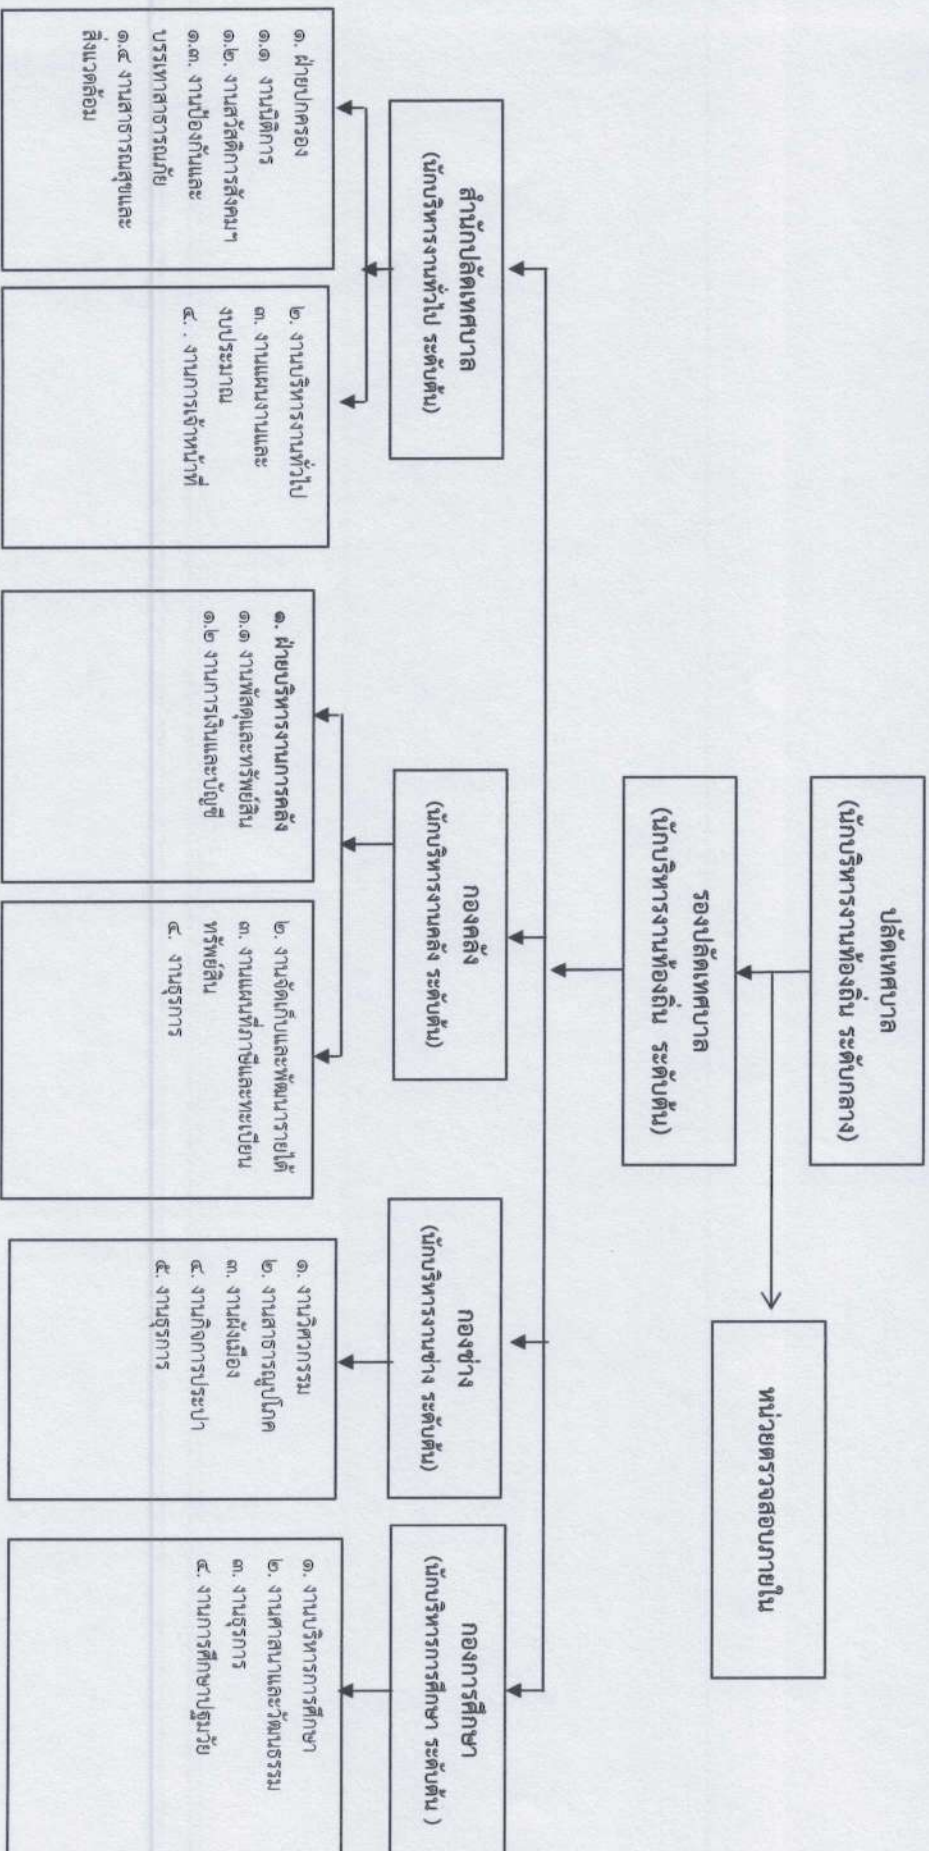 ปลัดเทศบาล
(นักบริหารงานท้องถิ่น ระดับกลาง)
หน่วยตรวจสอบภายใน
รองปลัดเทศบาล
(นักบริหารงานท้องถิ่น ระดับต้น)
สำนักปลัดเทศบาล
(นักบริหารงานทั่วไป ระดับต้น)
กองคลัง
(นักบริหารงานคลัง ระดับต้น)
กองช่าง
(นักบริหารงานช่าง ระดับต้น)
กองการศึกษา
(นักบริหารการศึกษา ระดับต้น )
๑. ฝ่ายปกครอง
๑.๑ งานนิติการ
๑.๒. งานสวัสดิการสังคมฯ
๑.๓. งานป้องกันและ
บรรเทาสาธารณภัย
๑.๔ งานสาธารณสุขและ
สิ่งแวดล้อม
๒. งานบริหารงานทั่วไป
๓. งานแผนงานและ
งบประมาณ
๔. . งานการเจ้าหน้าที่
๑. ฝ่ายบริหารงานการคลัง
๑.๑ งานพัสดุและทรัพย์สิน
๑.๒ งานการเงินและบัญชี
๒. งานจัดเก็บและพัฒนารายได้
๓. งานแผนที่ภาษีและทะเบียน
ทรัพย์สิน
๔. งานธุรการ
๑. งานวิศวกรรม
๒. งานสาธารณูปโภค
๓. งานผังเมือง
๔. งานกิจการประปา
๕. งานธุรการ
๑. งานบริหารการศึกษา
๒. งานศาสนาและวัฒนธรรม
๓. งานธุรการ
๔. งานการศึกษาปฐมวัย